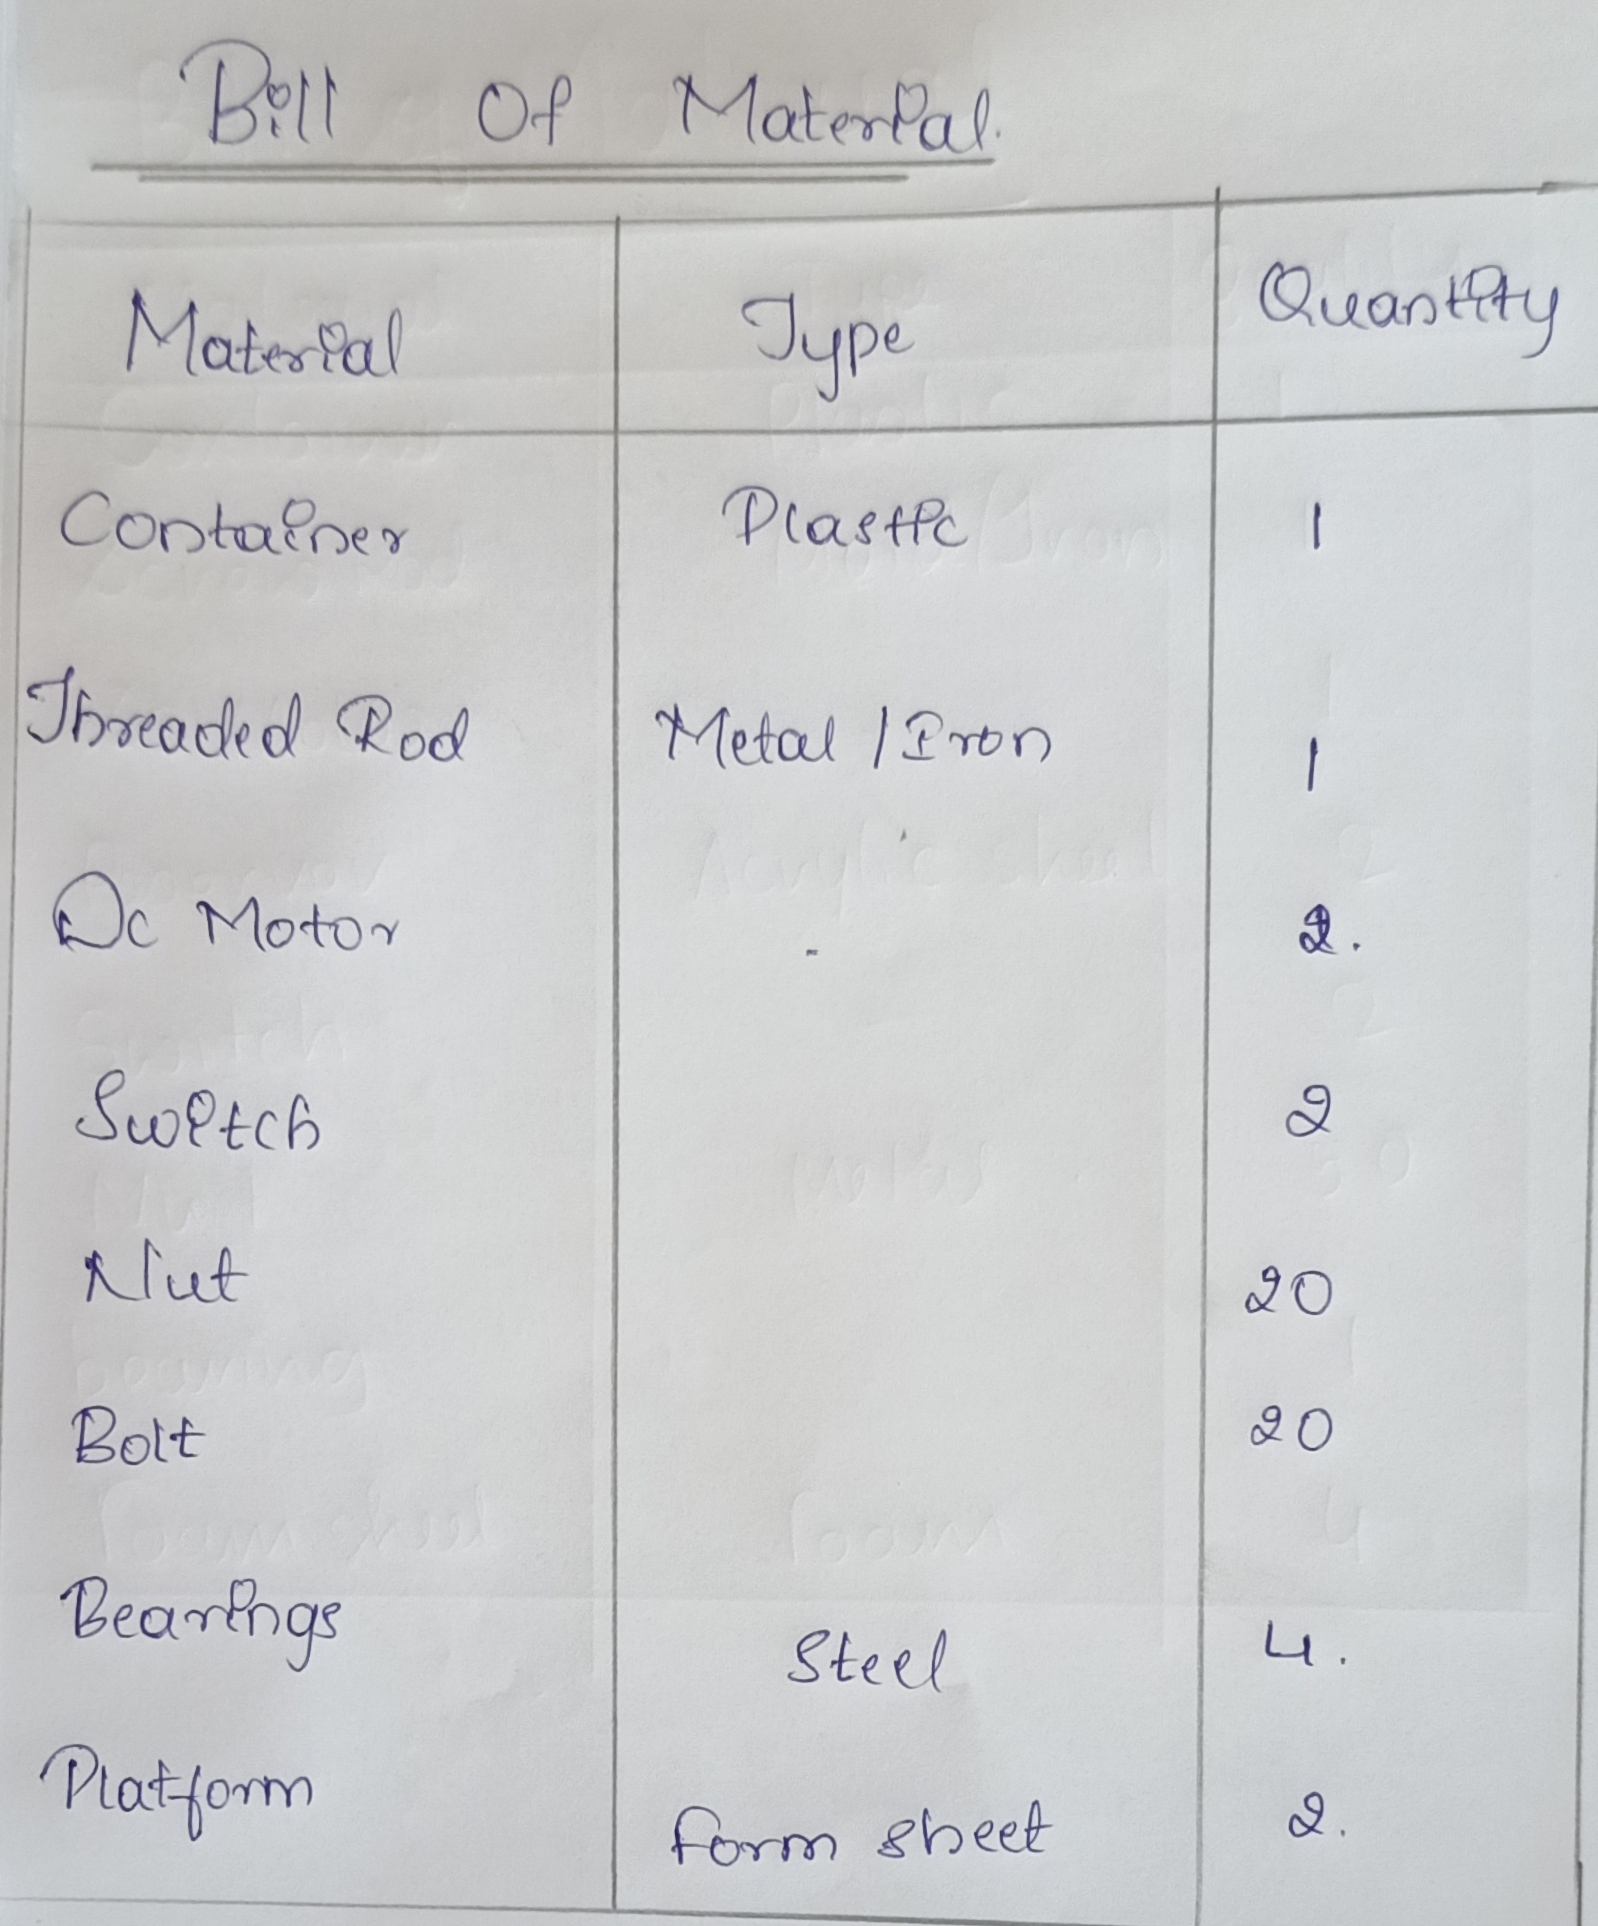 Bill Of Material.
Material Type Quantity
Container Plastic 1
Threaded Rod Metal / Iron 1
Dc Motor - 2.
Switch 2
Nut 20
Bolt 20
Bearings Steel 4.
Platform form sheet 2.